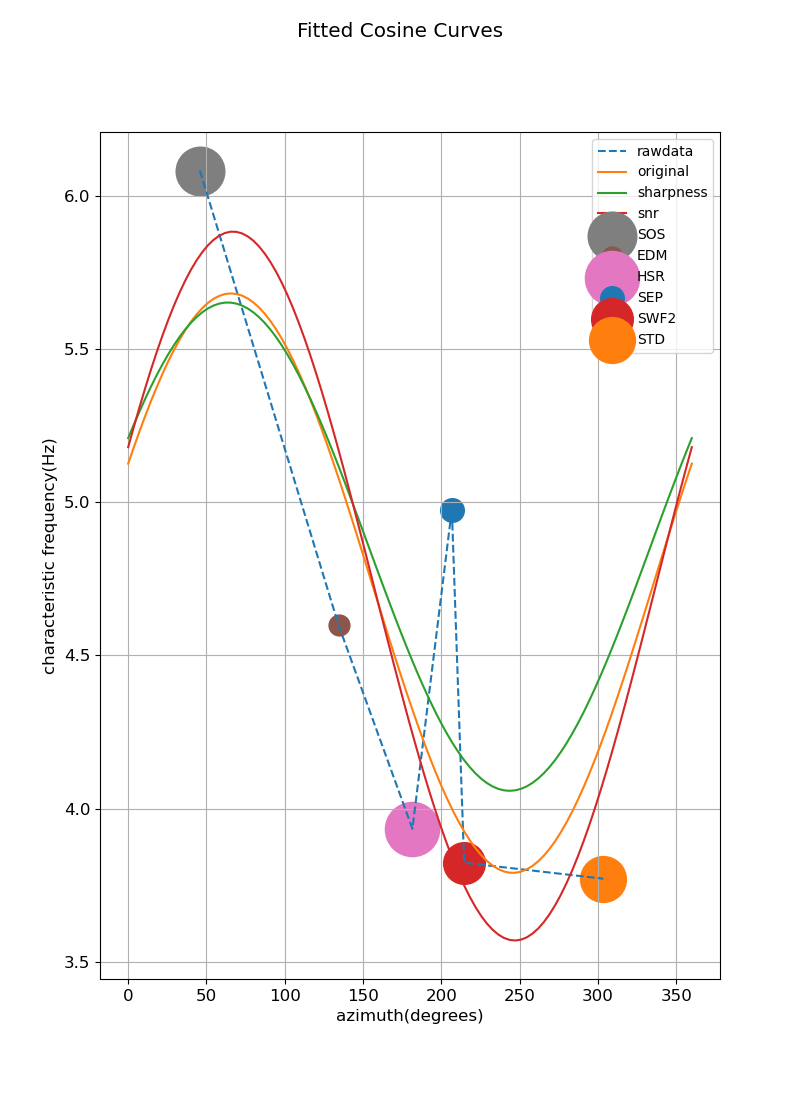 Fitted Cosine Curves
rawdata
original
sharpness
snr
SOS
EDM
HSR
SEP
SWF2
STD
characteristic frequency(Hz)
6.0
5.5
5.0
4.5
4.0
3.5
0 50 100 150 200 250 300 350
azimuth(degrees)